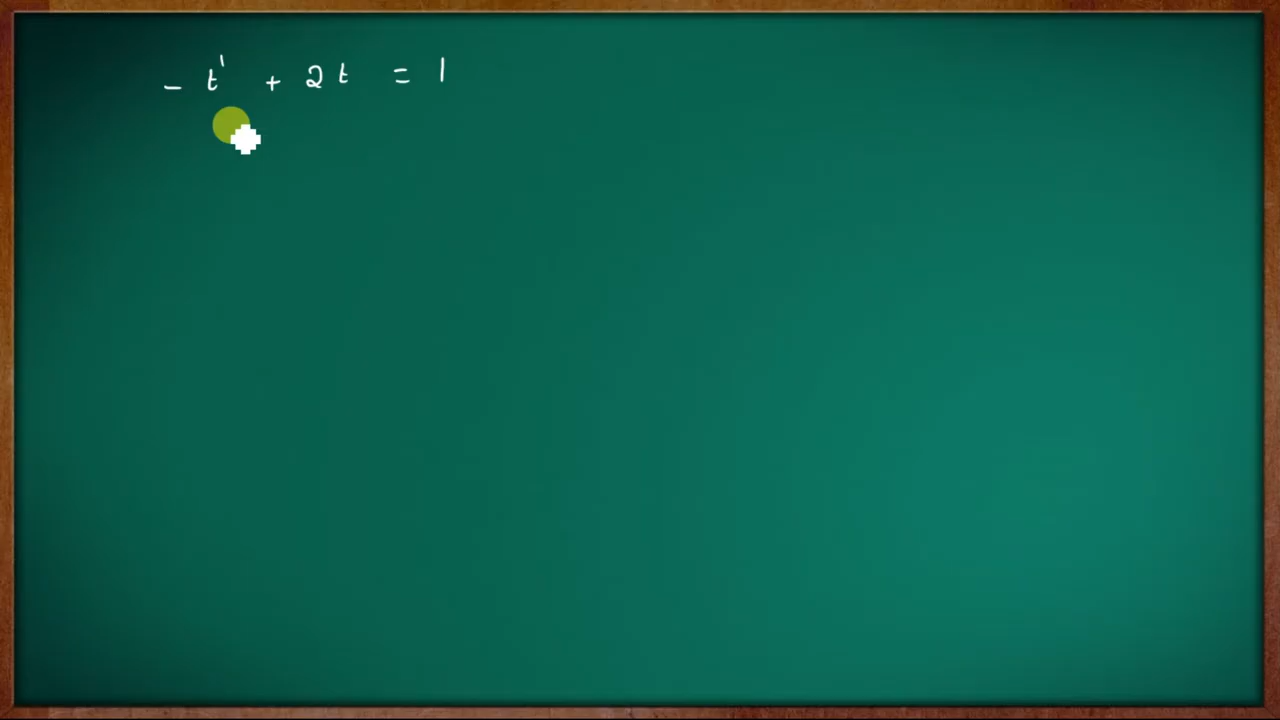 - t' + 2t = 1